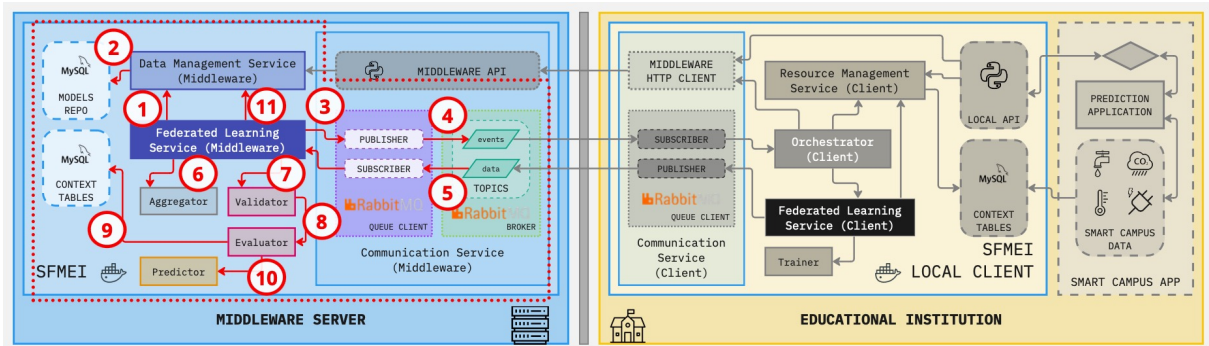 2
MySQL
MODELS
REPO
Data Management Service
(Middleware)
1
11
3
Federated Learning
Service (Middleware)
MySQL
CONTEXT
TABLES
6
7
Aggregator
Validator
8
9
Evaluator
Predictor
10
SFMEI
MIDDLEWARE API
4
PUBLISHER
SUBSCRIBER
RabbitMQ
QUEUE CLIENT
events
data
5
TOPICS
RabbitMQ
BROKER
Communication Service
(Middleware)
MIDDLEWARE SERVER
MIDDLEWARE
HTTP CLIENT
SUBSCRIBER
PUBLISHER
RabbitMQ
QUEUE CLIENT
Communication
Service
(Client)
Resource Management
Service (Client)
Orchestrator
(Client)
Federated Learning
Service (Client)
Trainer
LOCAL API
MySQL
CONTEXT
TABLES
SFMEI
LOCAL CLIENT
PREDICTION
APPLICATION
CO₂
SMART CAMPUS
DATA
SMART CAMPUS APP
EDUCATIONAL INSTITUTION